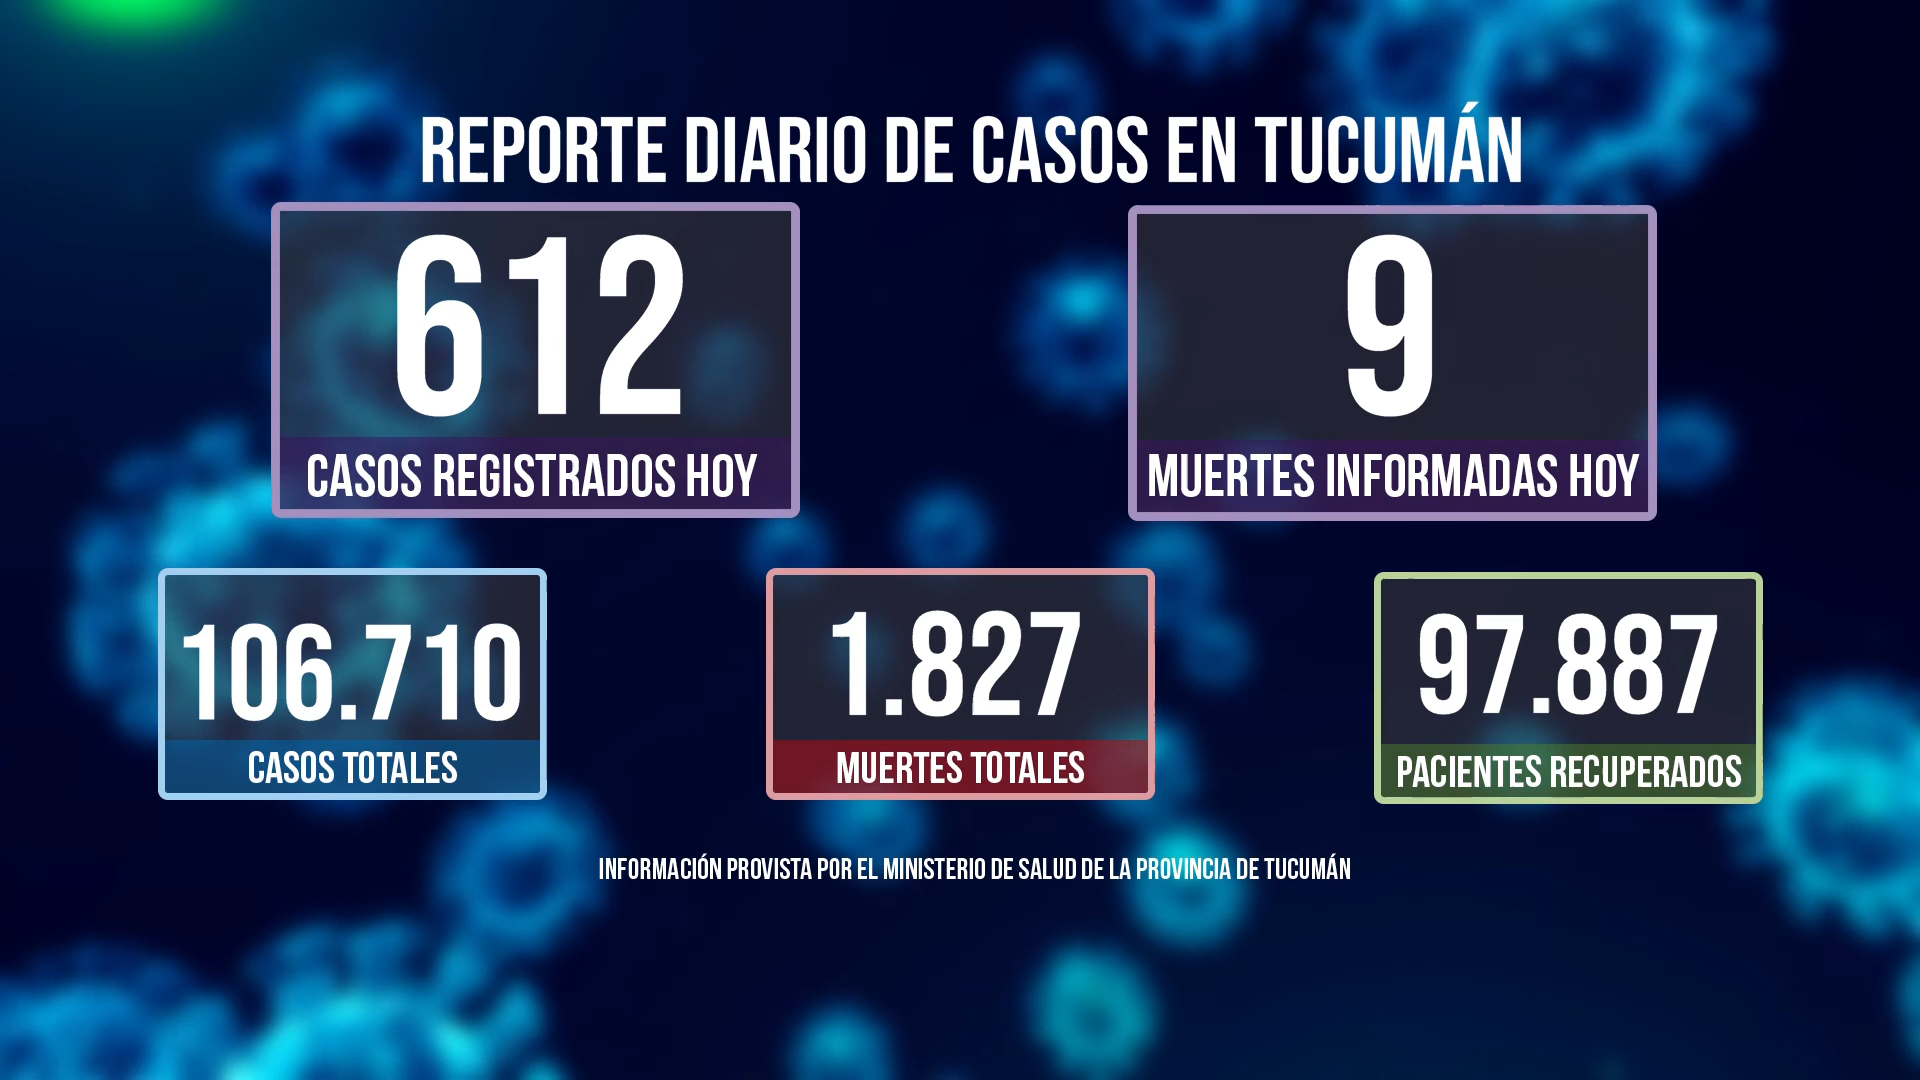 REPORTE DIARIO DE CASOS EN TUCUMÁN
612
CASOS REGISTRADOS HOY
9
MUERTES INFORMADAS HOY
106.710
CASOS TOTALES
1.827
MUERTES TOTALES
97.887
PACIENTES RECUPERADOS
INFORMACIÓN PROVISTA POR EL MINISTERIO DE SALUD DE LA PROVINCIA DE TUCUMÁN